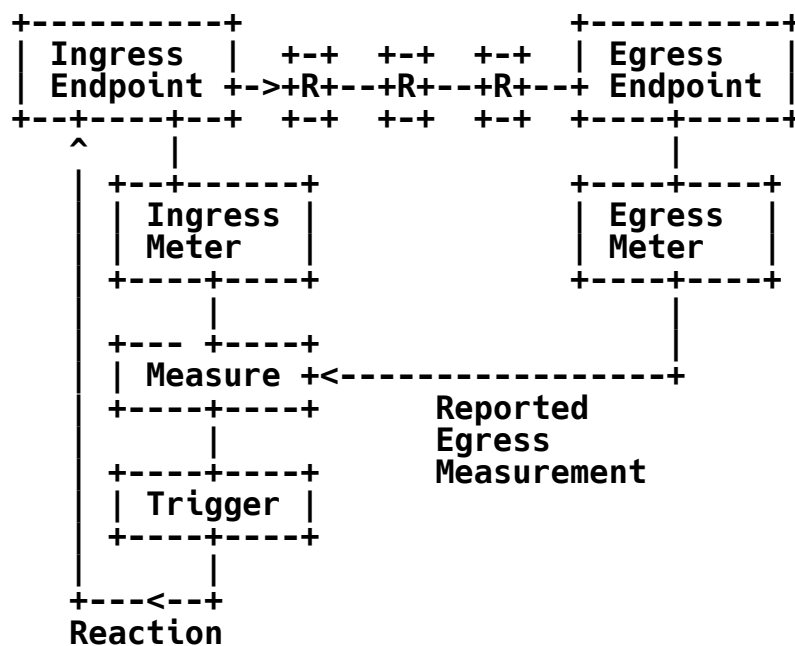 +----------+                 +----------+
| Ingress  |  +-+  +-+  +-+  | Egress   |
| Endpoint +->+R+--+R+--+R+--+ Endpoint |
+--+----+--+  +-+  +-+  +-+  +----+-----+
   ^    |                         |
   | +--+------+             +----+----+
   | | Ingress |             | Egress  |
   | | Meter   |             | Meter   |
   | +----+----+             +----+----+
   |      |                       |
   | +--- +----+                  |
   | | Measure +<-----------------+
   | +----+----+      Reported
   |      |           Egress
   | +----+----+      Measurement
   | | Trigger |
   | +----+----+
   |      |
   +---<--+
   Reaction